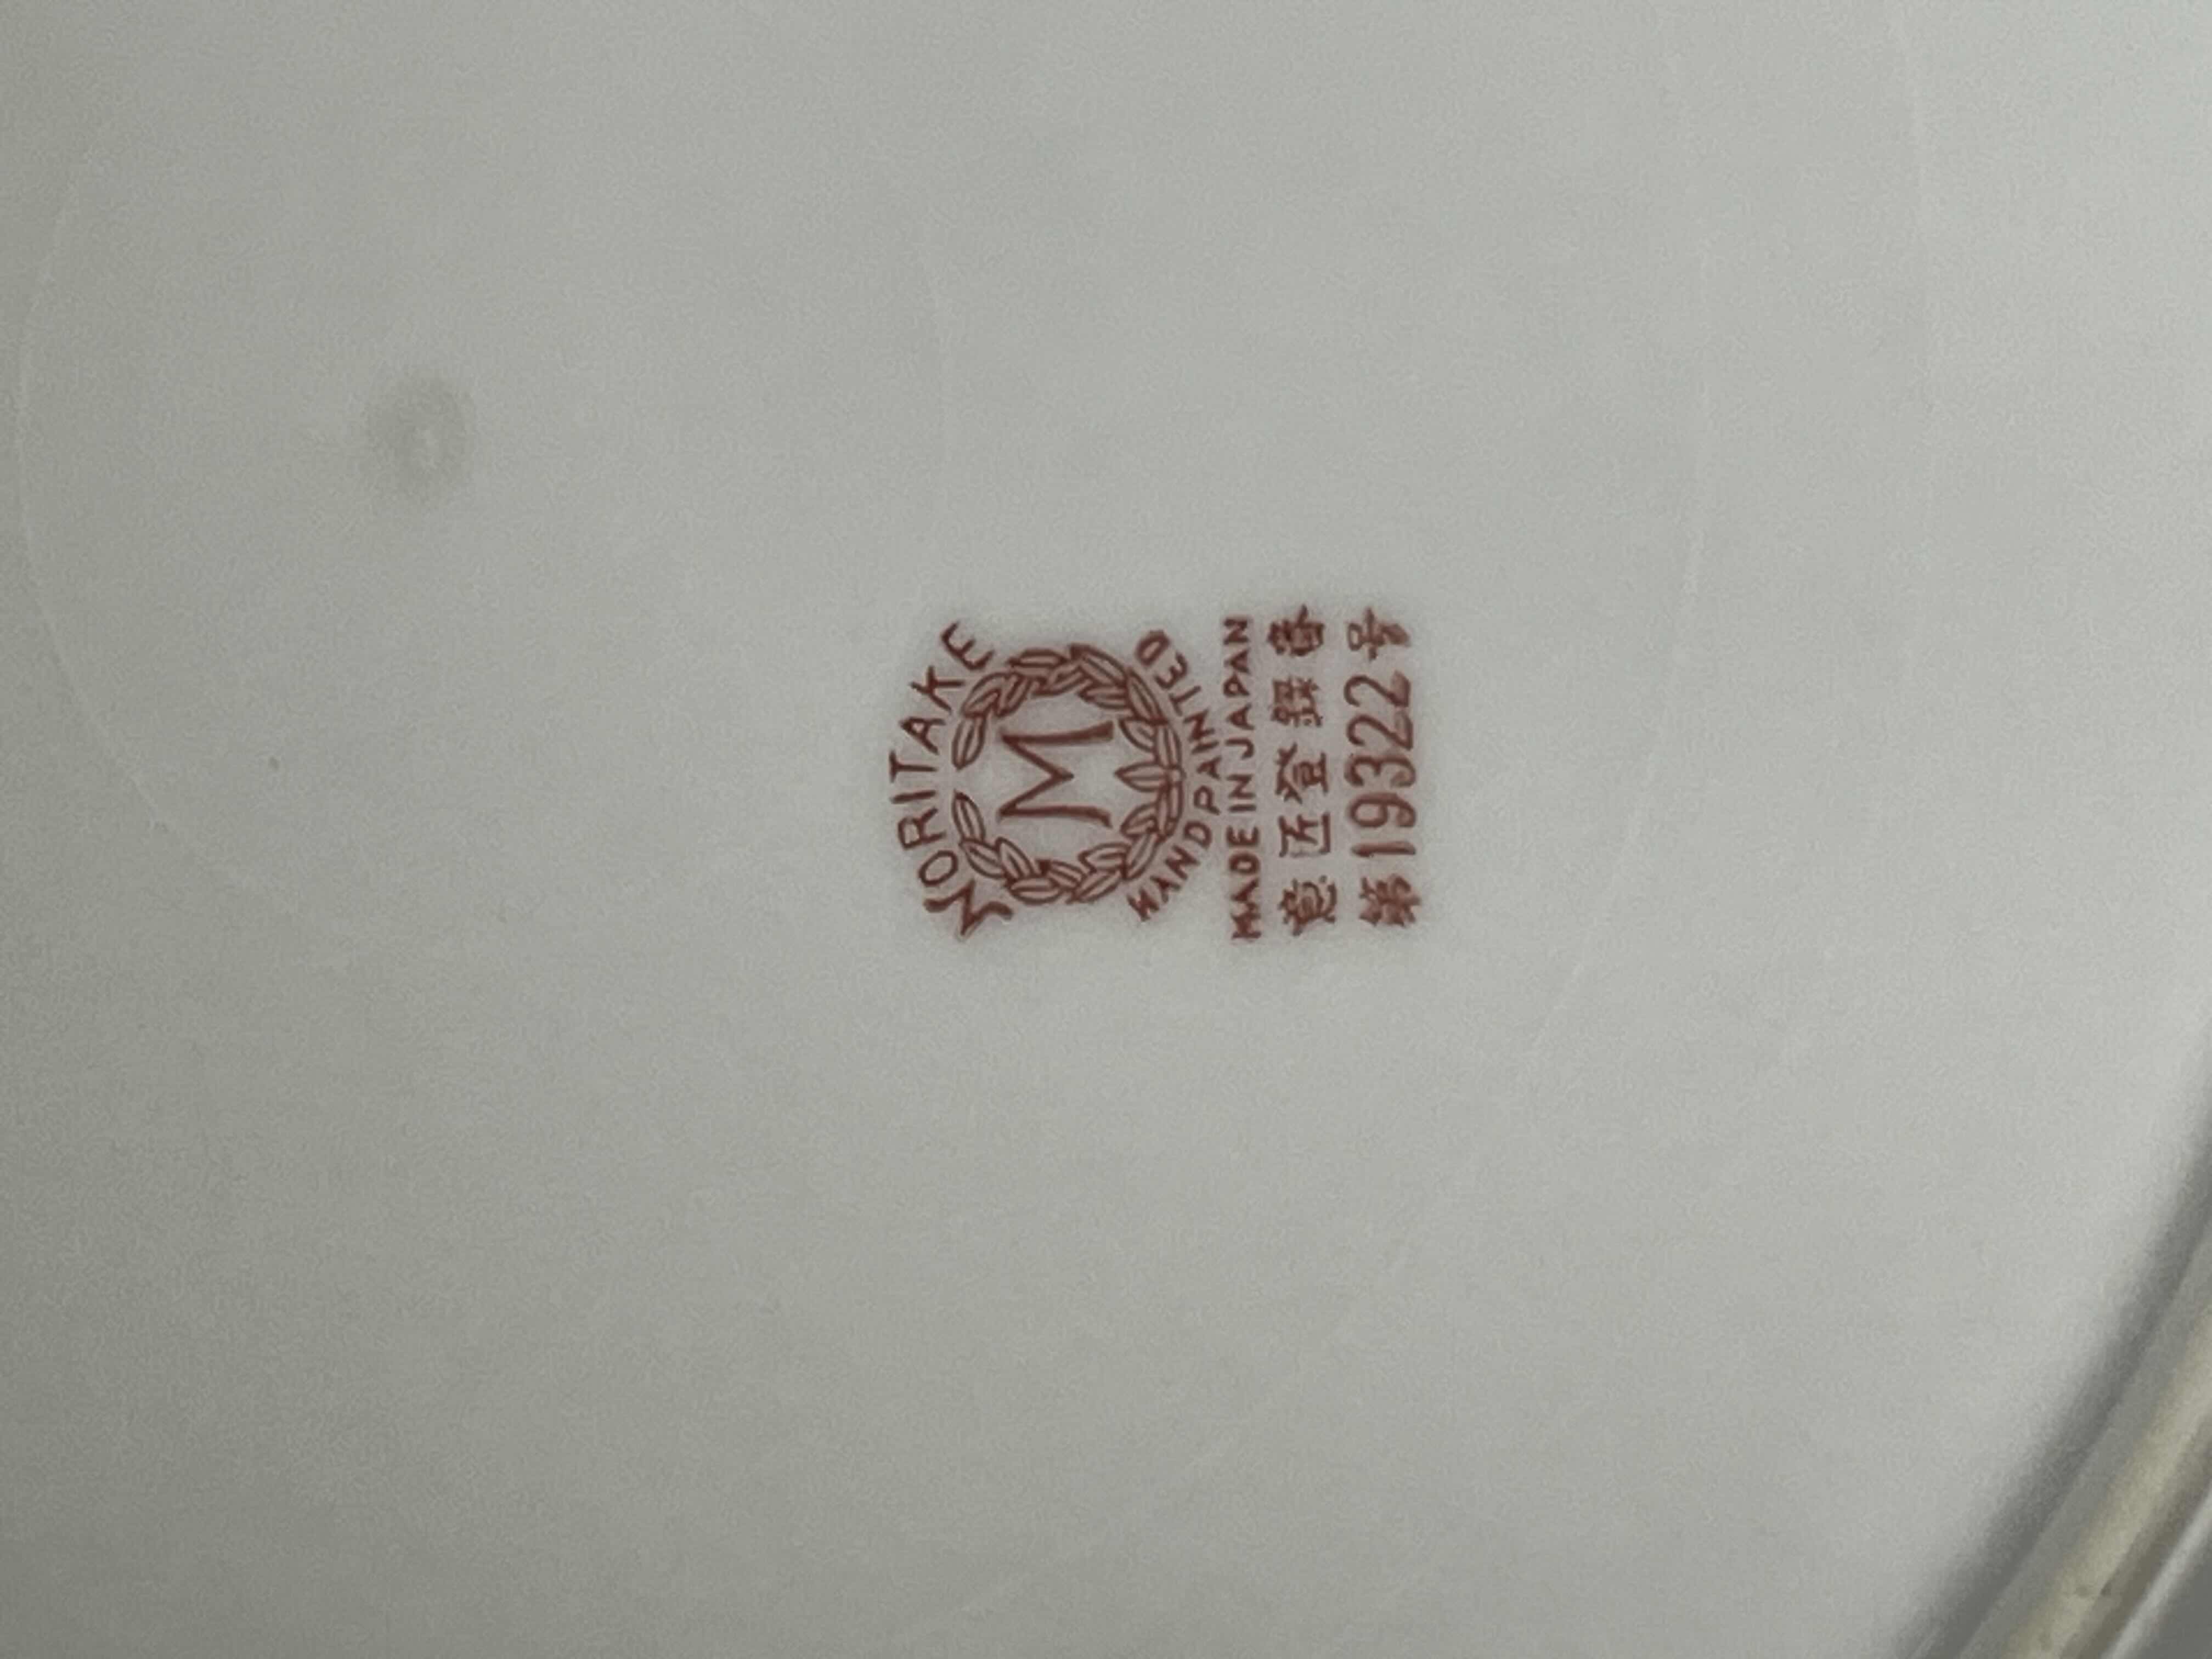 NORITAKE
M
HANDPAINTED
MADE IN JAPAN
意匠登録番
第19322号